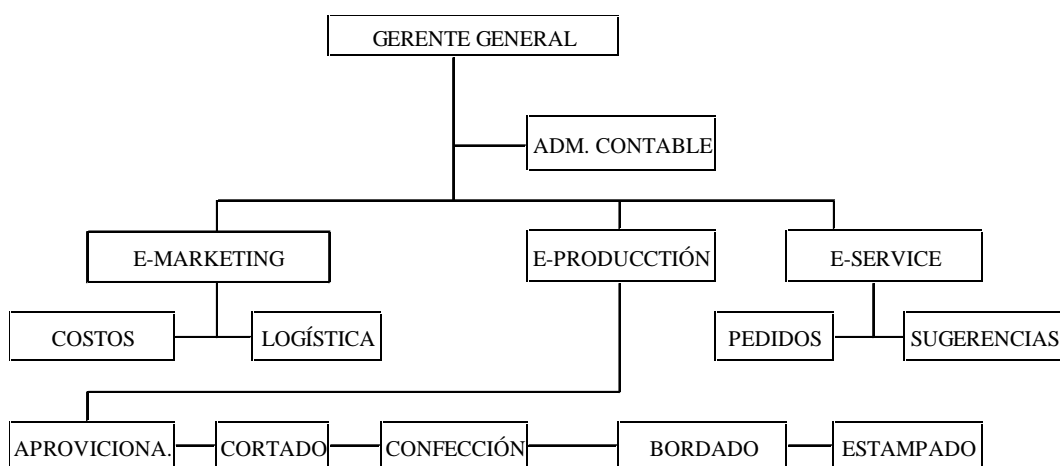 GERENTE GENERAL
ADM. CONTABLE
E-MARKETING
E-PRODUCCTIÓN
E-SERVICE
COSTOS
LOGÍSTICA
PEDIDOS
SUGERENCIAS
APROVICIONA.
CORTADO
CONFECCIÓN
BORDADO
ESTAMPADO